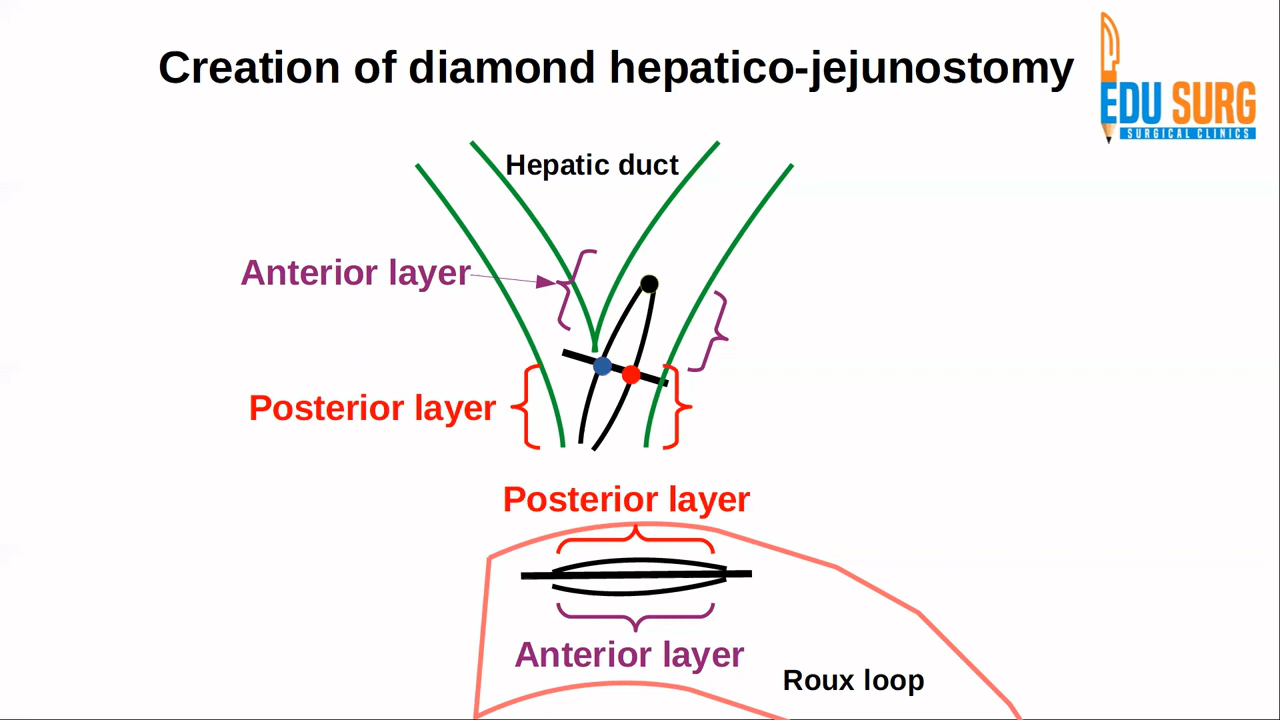 Creation of diamond hepatico-jejunostomy
EDU SURG
SURGICAL CLINICS
Hepatic duct
Anterior layer
Posterior layer
Posterior layer
Anterior layer
Roux loop